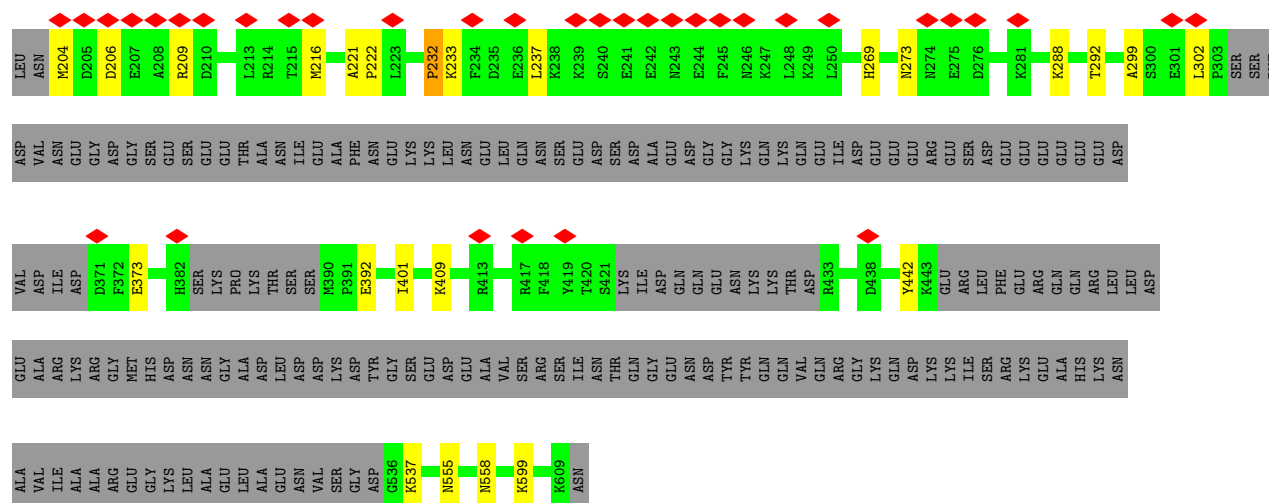 LEU ASN M204 D205 D206 E207 A208 R209 D210 L213 R214 T215 M216 A221 P222 L223 P232 K233 F234 D235 E236 L237 K238 K239 S240 E241 E242 N243 E244 F245 N246 K247 L248 K249 L250 H269 N273 N274 E275 D276 K281 K288 T292 A299 S300 E301 L302 P303 SER SER
ASP VAL ASN GLU GLY ASP GLY SER GLU SER GLU GLU THR ALA ASN ILE GLU ALA PHE ASN GLU LYS LYS LEU ASN GLU LEU GLN ASN SER GLU ASP SER ASP ALA GLU ASP GLY GLY LYS GLN LYS GLN GLU ILE ASP GLU GLU GLU ARG GLU SER ASP GLU GLU GLU GLU GLU GLU ASP
VAL ASP ILE ASP D371 F372 E373 H382 SER LYS PRO LYS THR SER SER M390 P391 E392 I401 K409 R413 R417 F418 Y419 T420 S421 LYS ILE ASP GLN GLN GLU ASN LYS LYS THR ASP R433 D438 Y442 K443 GLU ARG LEU PHE GLU ARG GLN GLN ARG LEU LEU ASP
GLU ALA ARG LYS ARG GLY MET HIS ASP ASN ASN GLY ALA ASP LEU ASP ASP LYS ASP TYR GLY SER GLU ASP GLU ALA VAL SER ARG SER ILE ASN THR GLN GLY GLU ASN ASP TYR TYR GLN GLN VAL GLN ARG GLY LYS GLN ASP LYS LYS ILE SER ARG LYS GLU ALA HIS LYS ASN
ALA VAL ILE ALA ALA ARG GLU GLY LYS LEU ALA GLU LEU ALA GLU ASN VAL SER GLY ASP G536 K537 N555 N558 K599 K609 ASN